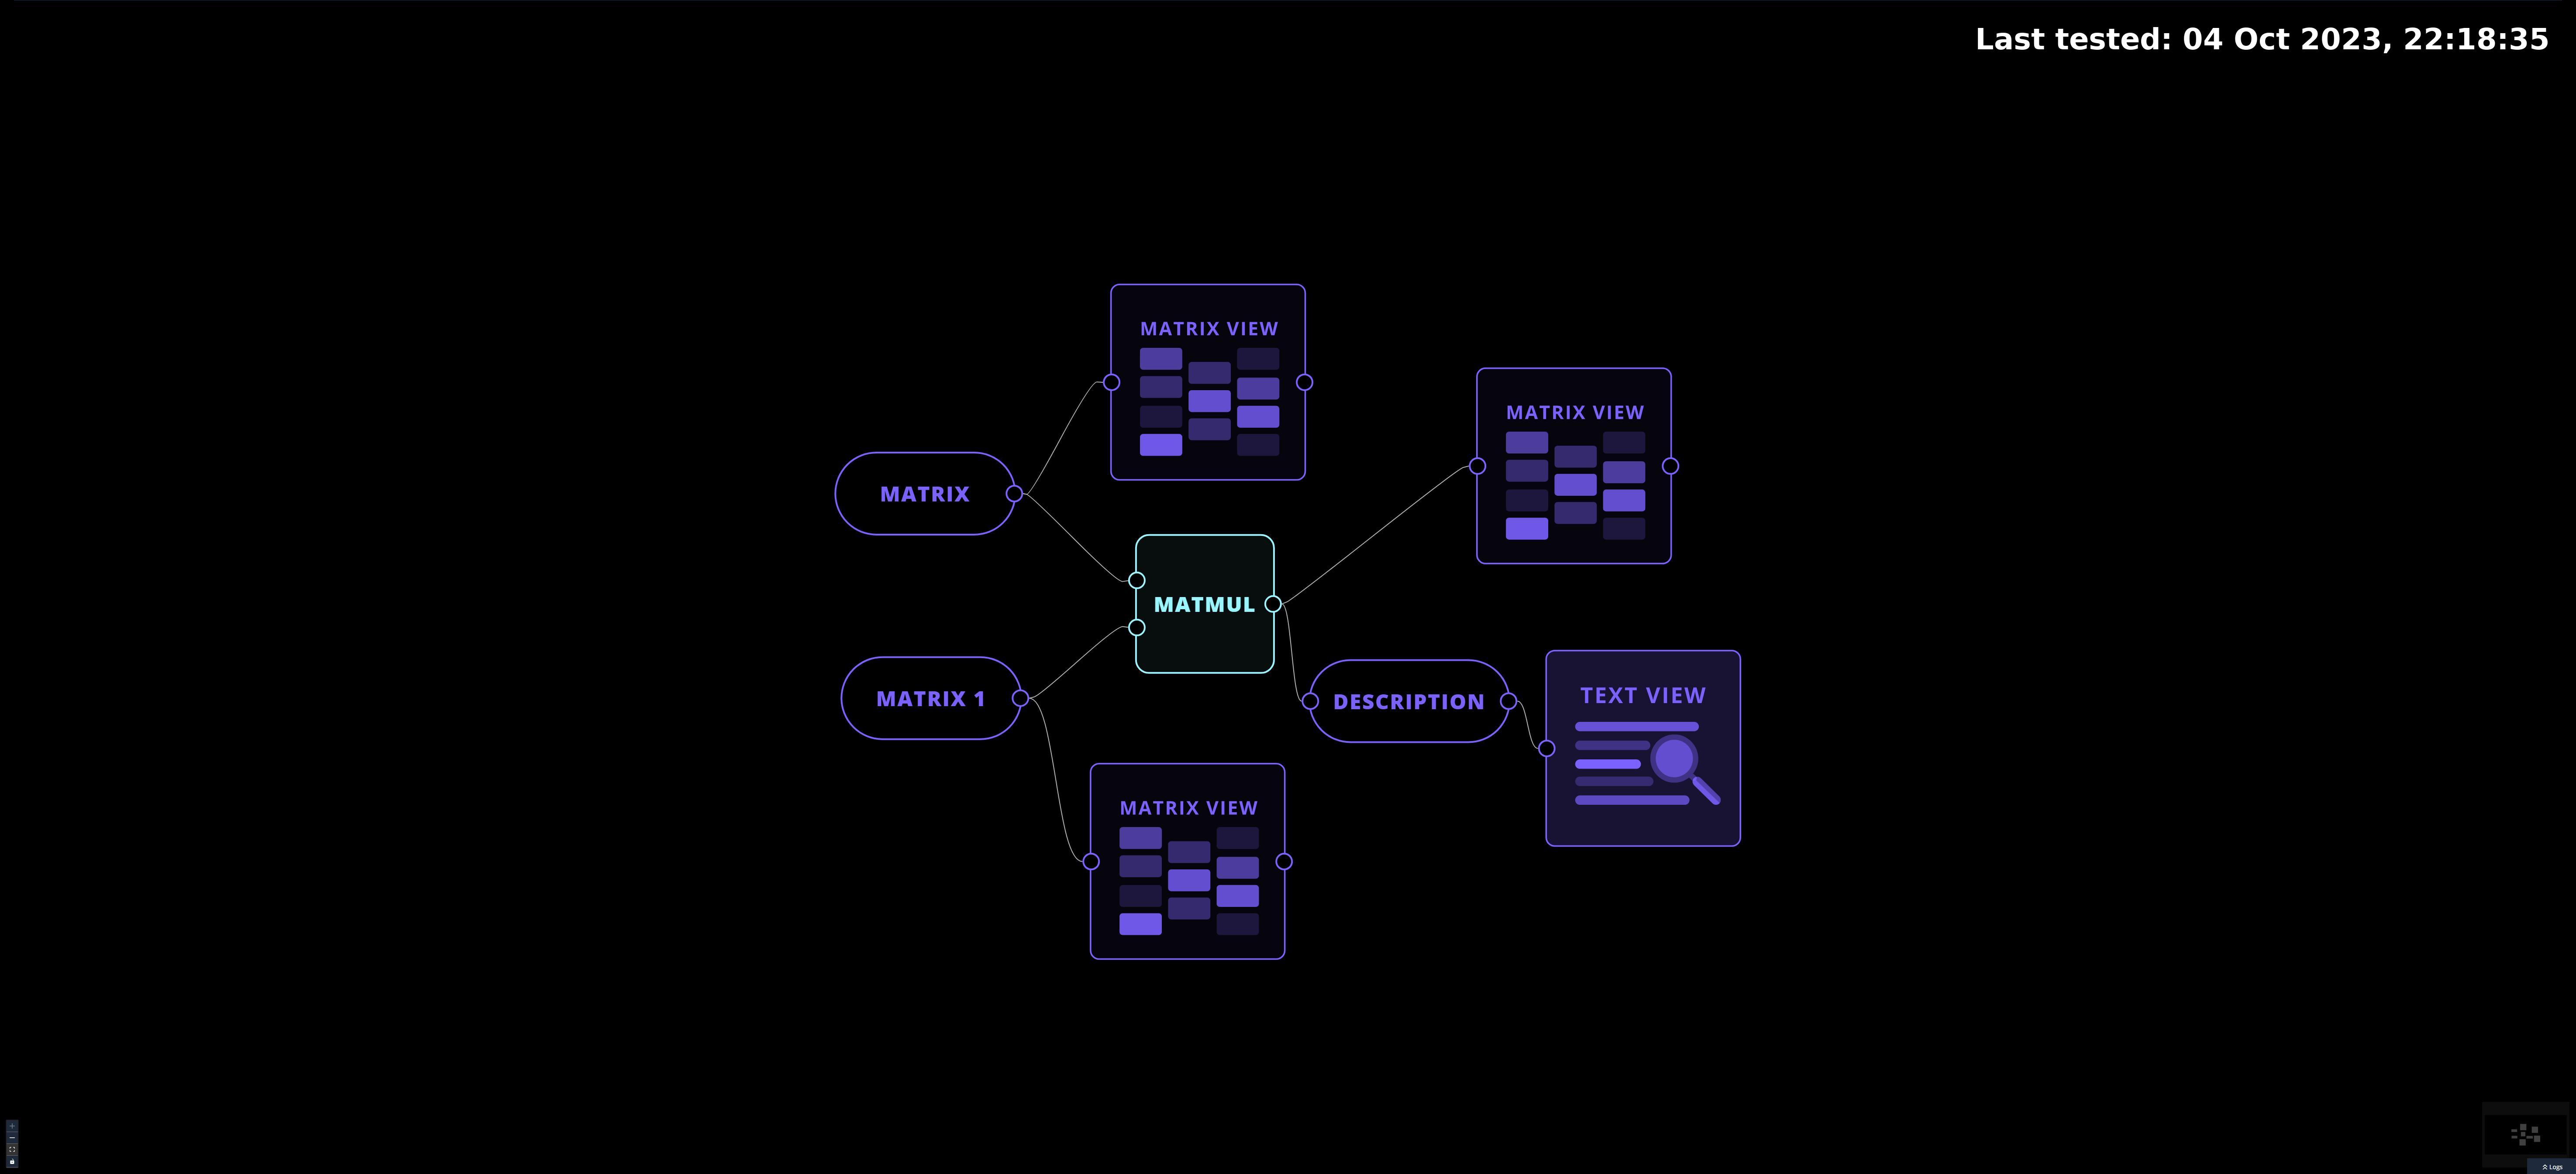 Last tested: 04 Oct 2023, 22:18:35
MATRIX VIEW
MATRIX VIEW
MATRIX
MATMUL
MATRIX 1
DESCRIPTION
TEXT VIEW
MATRIX VIEW
Logs